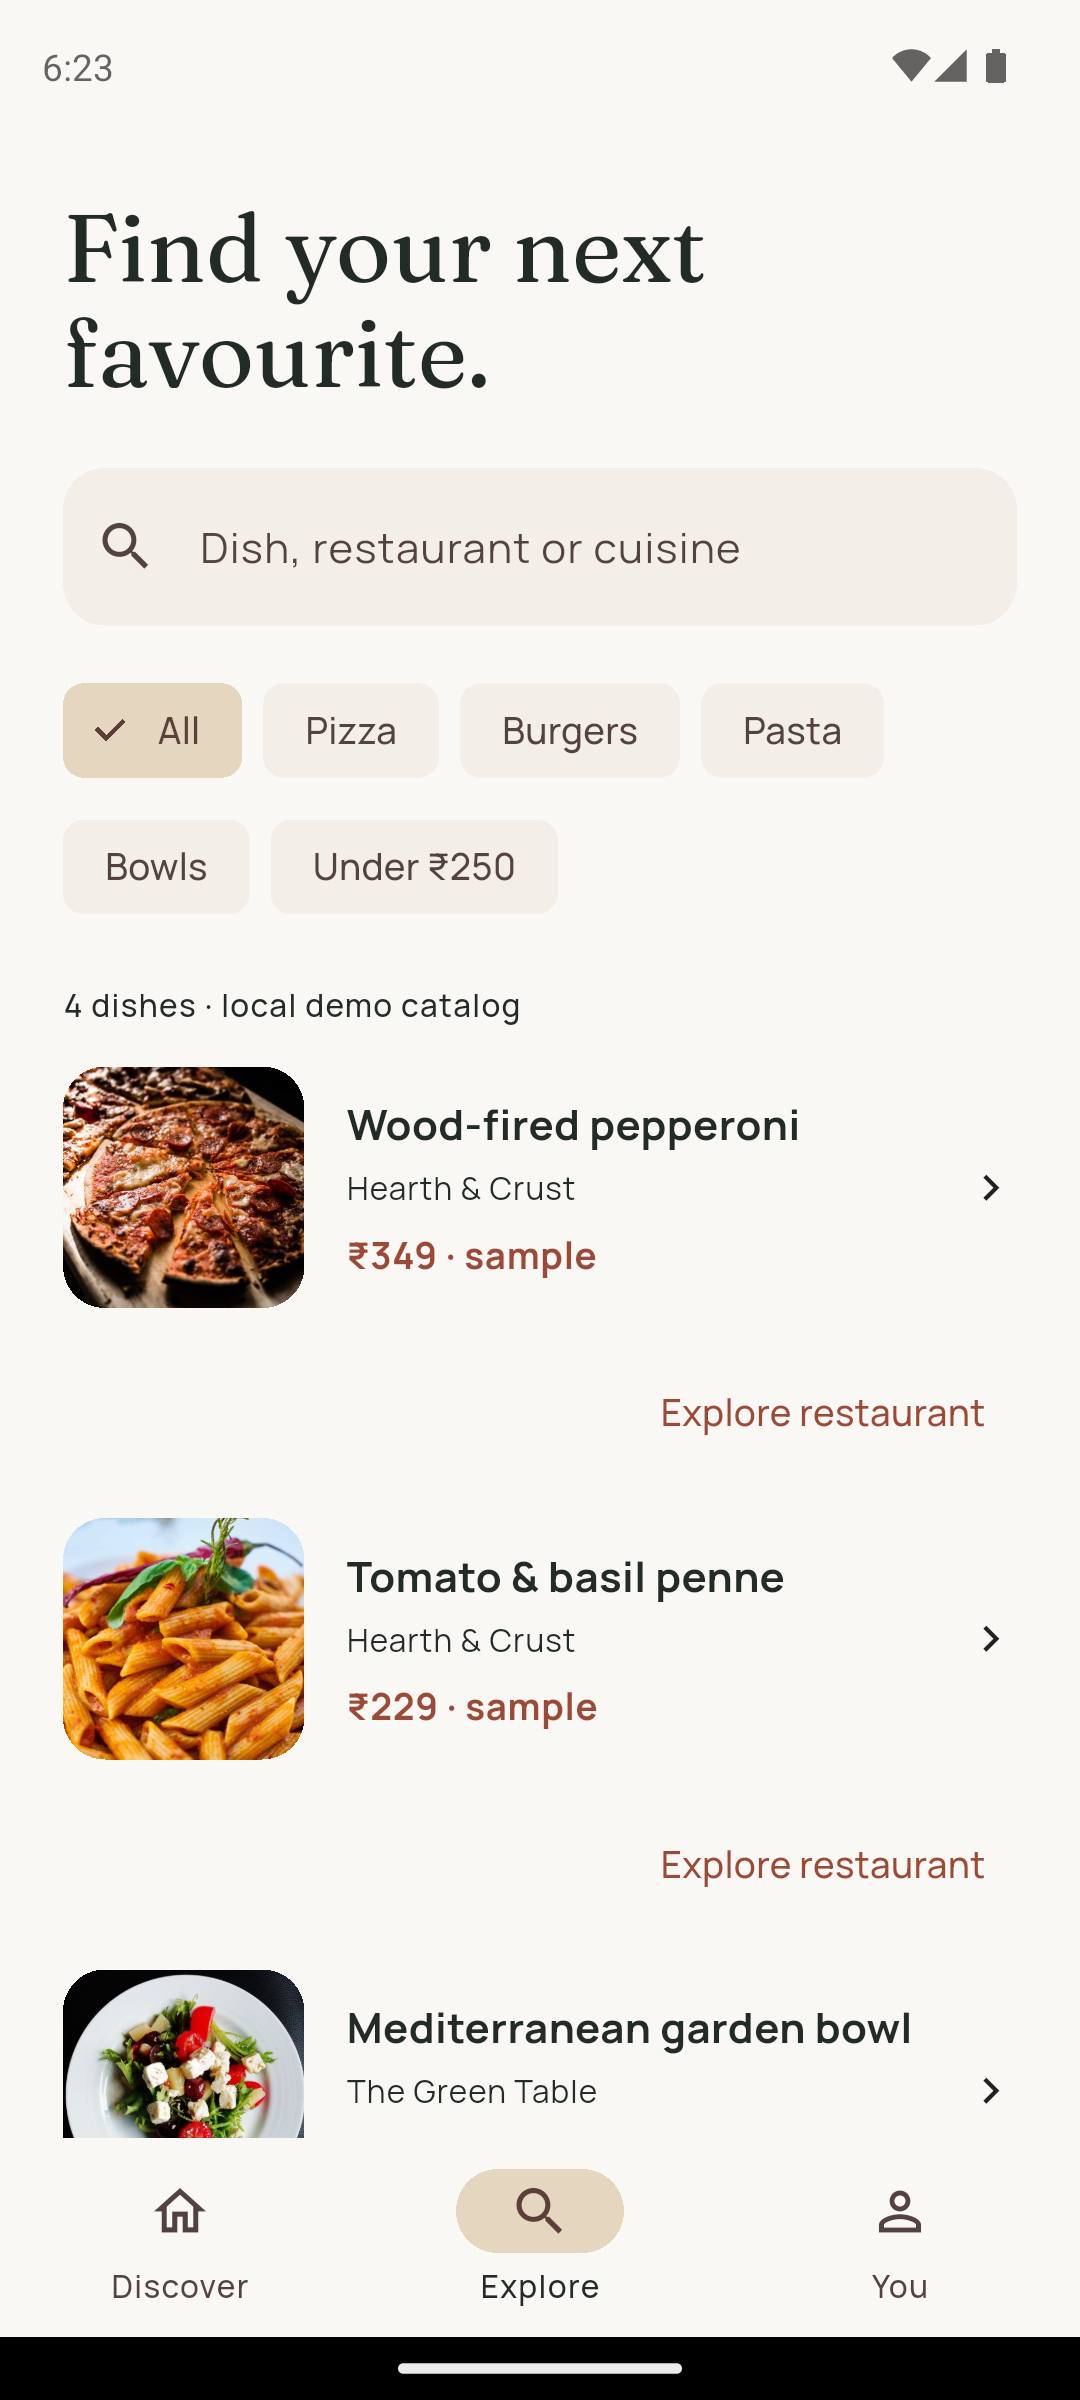 6:23
Find your next
favourite.
Dish, restaurant or cuisine
All
Pizza
Burgers
Pasta
Bowls
Under ₹250
4 dishes · local demo catalog
Wood-fired pepperoni
Hearth & Crust
₹349 · sample
Explore restaurant
Tomato & basil penne
Hearth & Crust
₹229 · sample
Explore restaurant
Mediterranean garden bowl
The Green Table
Discover
Explore
You